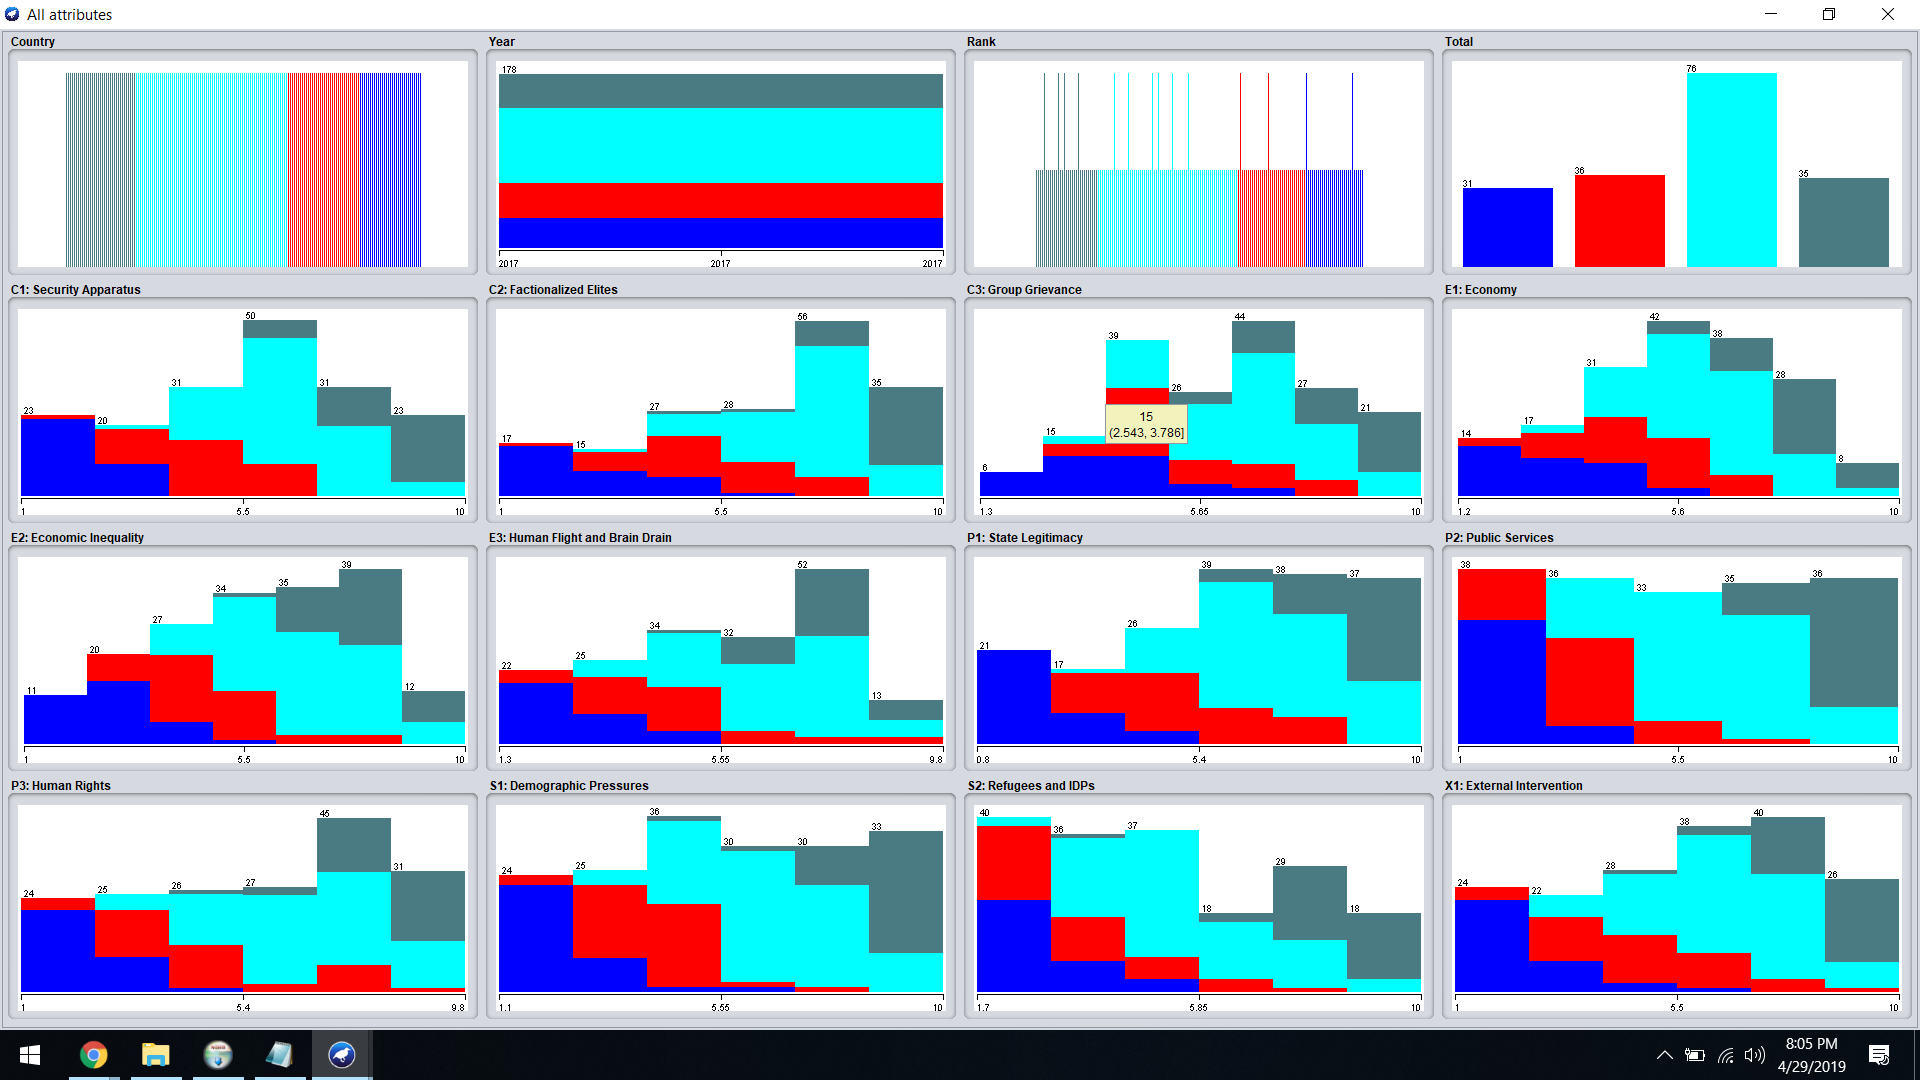 All attributes
Country
Year
Rank
Total
178
2017 2017 2017
31 36 76 35
C1: Security Apparatus
C2: Factionalized Elites
C3: Group Grievance
E1: Economy
23 20 31 50 31 23
1 5.5 10
17 15 27 28 56 35
1 5.5 10
6 15 39 26 44 27 21
15
(2.543, 3.786]
1.3 5.65 10
14 17 31 42 38 28 8
1.2 5.6 10
E2: Economic Inequality
E3: Human Flight and Brain Drain
P1: State Legitimacy
P2: Public Services
11 20 27 34 35 39 12
1 5.5 10
22 25 34 32 52 13
1.3 5.55 9.8
21 17 26 39 38 37
0.8 5.4 10
38 36 33 35 36
1 5.5 10
P3: Human Rights
S1: Demographic Pressures
S2: Refugees and IDPs
X1: External Intervention
24 25 26 27 45 31
1 5.4 9.8
24 25 36 30 30 33
1.1 5.55 10
40 36 37 18 29 18
1.7 5.85 10
24 22 28 38 40 26
1 5.5 10
8:05 PM
4/29/2019